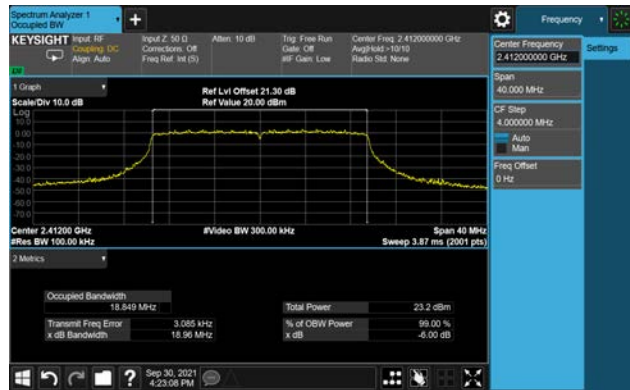 Spectrum Analyzer 1
Occupied BW
Frequency
KEYSIGHT
Input: RF
Coupling: DC
Align: Auto
Input Z: 50 Ω
Corrections: Off
Freq Ref: Int (S)
Atten: 10 dB
Trig: Free Run
Gate: Off
#IF Gain: Low
Center Freq: 2.412000000 GHz
Avg|Hold:>10/10
Radio Std: None
Center Frequency
2.412000000 GHz
Settings
Span
40.000 MHz
CF Step
4.000000 MHz
Auto
Man
Freq Offset
0 Hz
1 Graph
Scale/Div 10.0 dB
Ref Lvl Offset 21.30 dB
Ref Value 20.00 dBm
Log
10.0
0.00
-10.0
-20.0
-30.0
-40.0
-50.0
-60.0
-70.0
Center 2.41200 GHz
#Res BW 100.00 kHz
#Video BW 300.00 kHz
Span 40 MHz
Sweep 3.87 ms (2001 pts)
2 Metrics
Occupied Bandwidth
18.849 MHz
Total Power 23.2 dBm
Transmit Freq Error 3.085 kHz
% of OBW Power 99.00 %
x dB Bandwidth 18.96 MHz
x dB -6.00 dB
Sep 30, 2021
4:23:08 PM